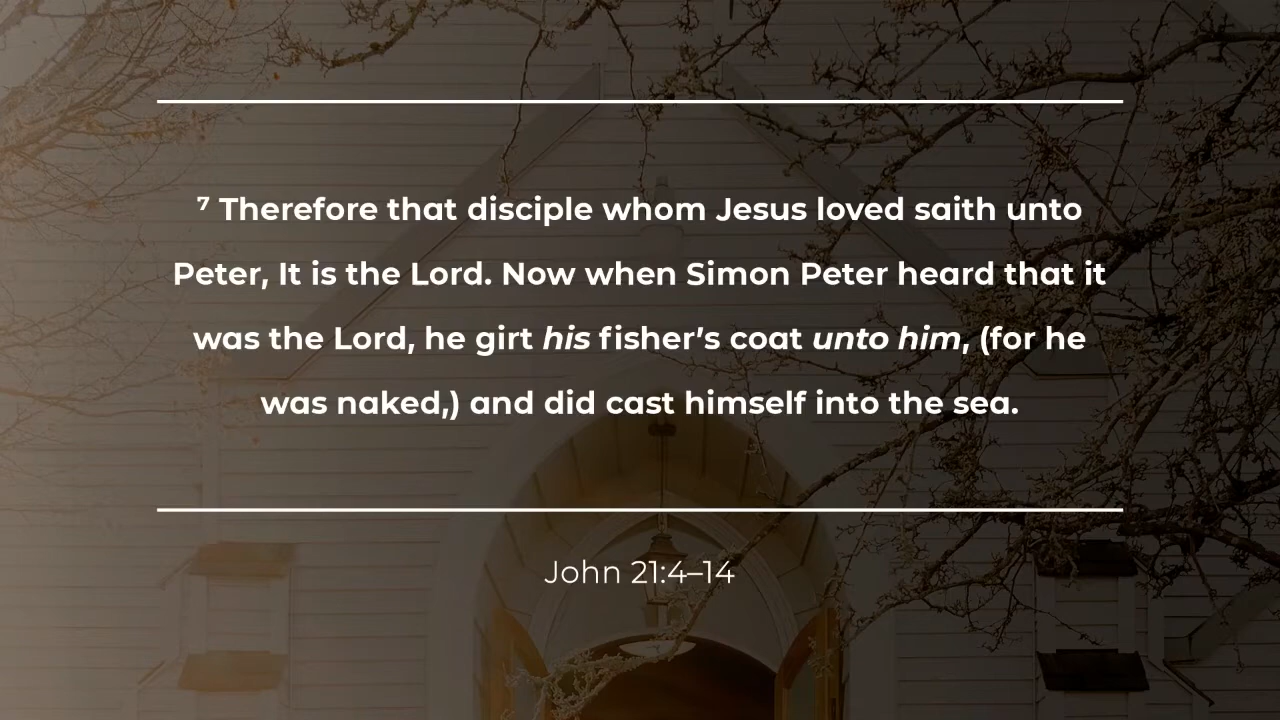 ⁷ Therefore that disciple whom Jesus loved saith unto
Peter, It is the Lord. Now when Simon Peter heard that it
was the Lord, he girt his fisher’s coat unto him, (for he
was naked,) and did cast himself into the sea.
John 21:4–14